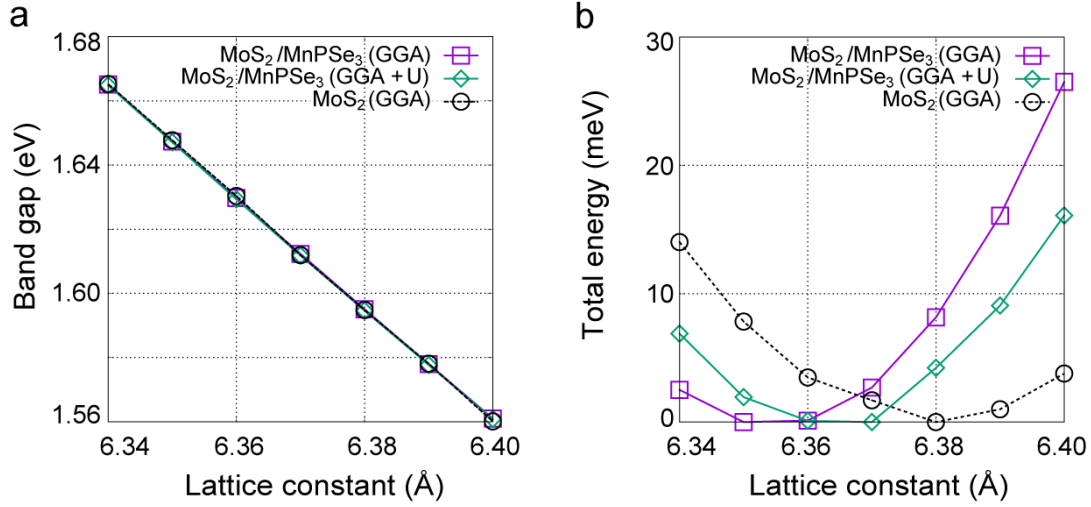 a
MoS₂/MnPSe₃ (GGA)
MoS₂/MnPSe₃ (GGA +U)
MoS₂ (GGA)
Band gap (eV)
1.68
1.64
1.60
1.56
6.34
6.36
6.38
6.40
Lattice constant (Å)
b
MoS₂/MnPSe₃ (GGA)
MoS₂/MnPSe₃ (GGA +U)
MoS₂ (GGA)
Total energy (meV)
30
20
10
0
6.34
6.36
6.38
6.40
Lattice constant (Å)